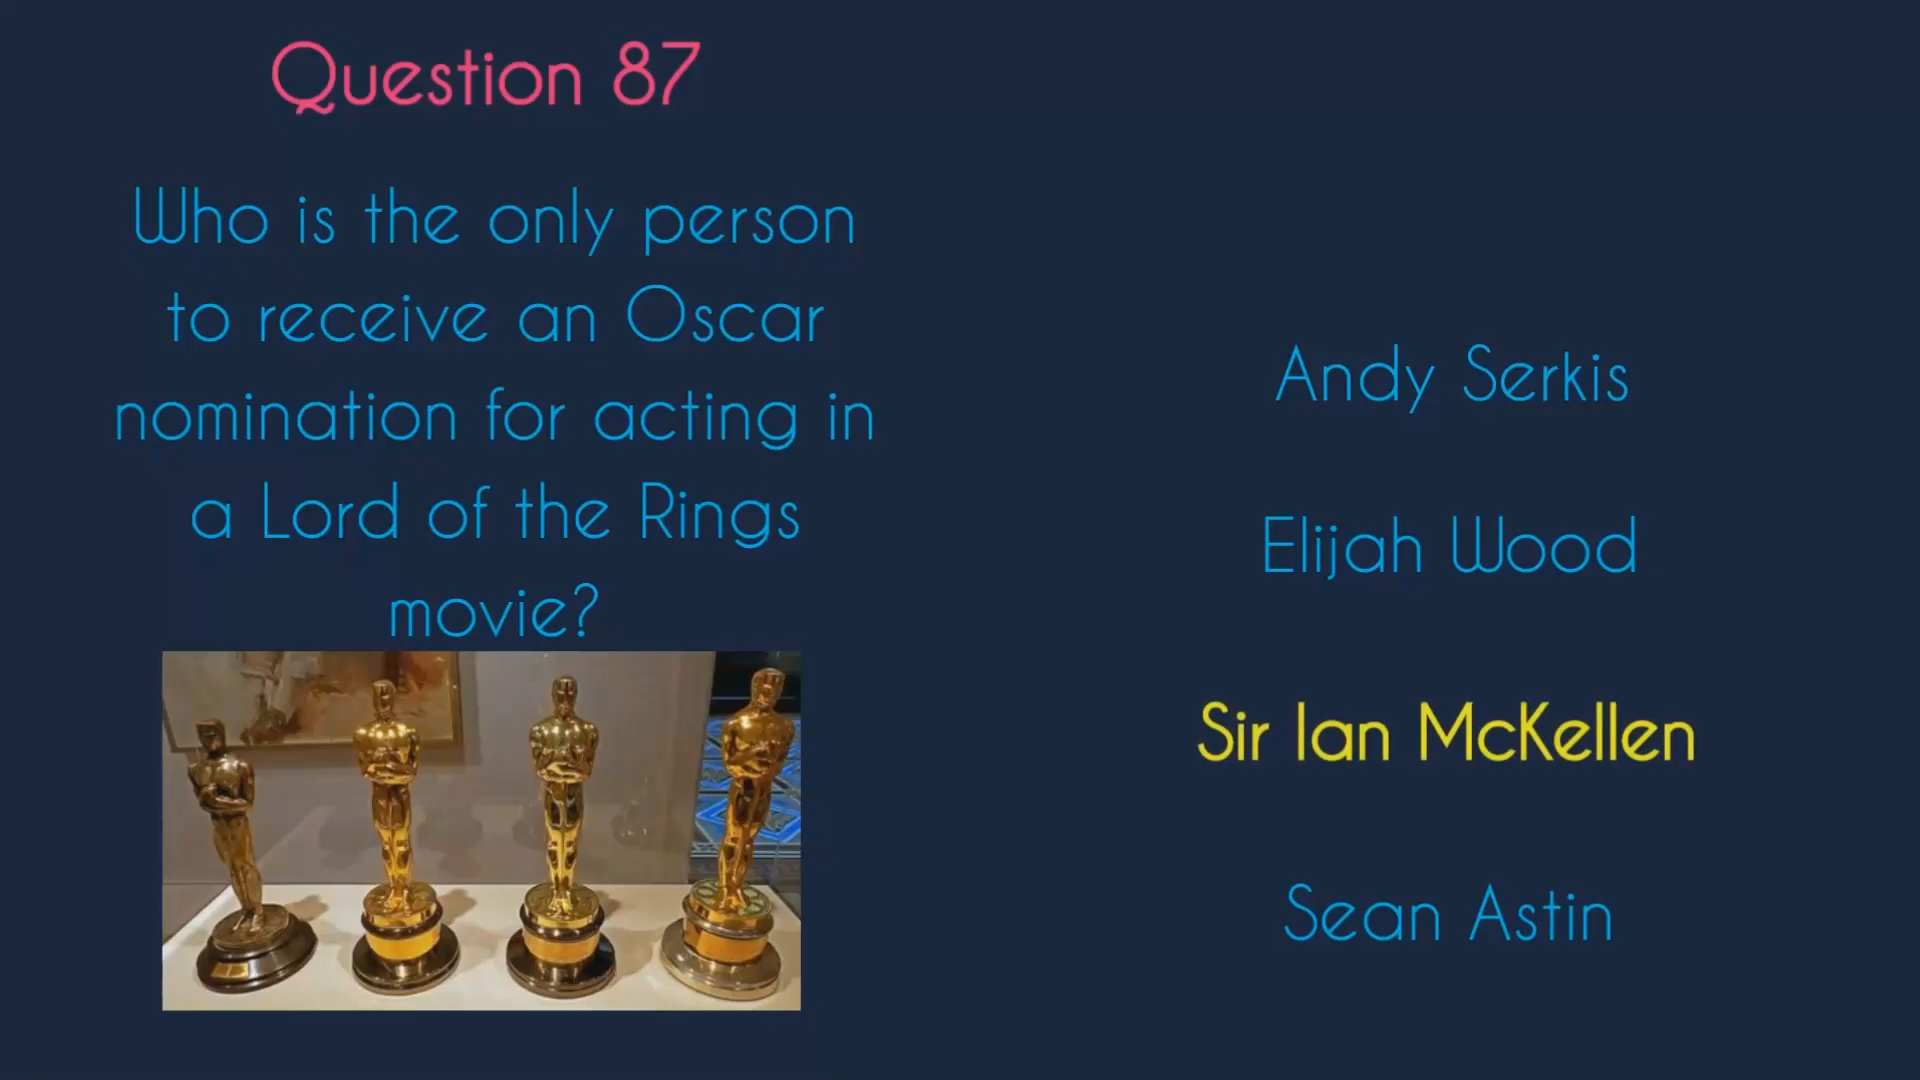 Question 87
Who is the only person
to receive an Oscar
nomination for acting in
a Lord of the Rings
movie?
Andy Serkis
Elijah Wood
Sir Ian McKellen
Sean Astin